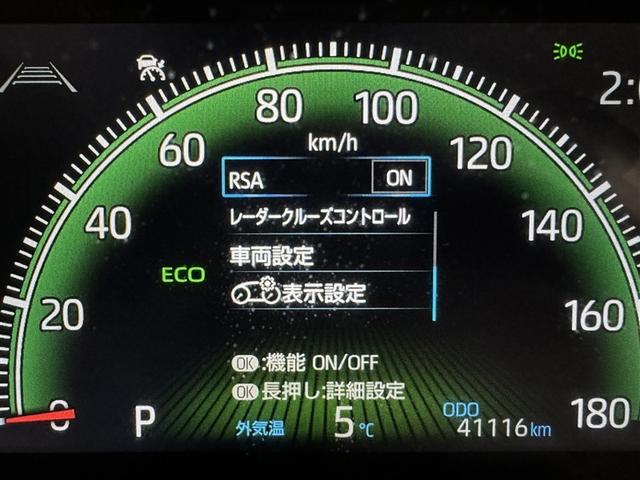 2:
80
100
60
km/h
120
RSA ON
レーダークルーズコントロール
40
140
車両設定
ECO
表示設定
20
160
OK:機能 ON/OFF
OK長押し:詳細設定
0
P
外気温 5℃
ODO
41116km
180